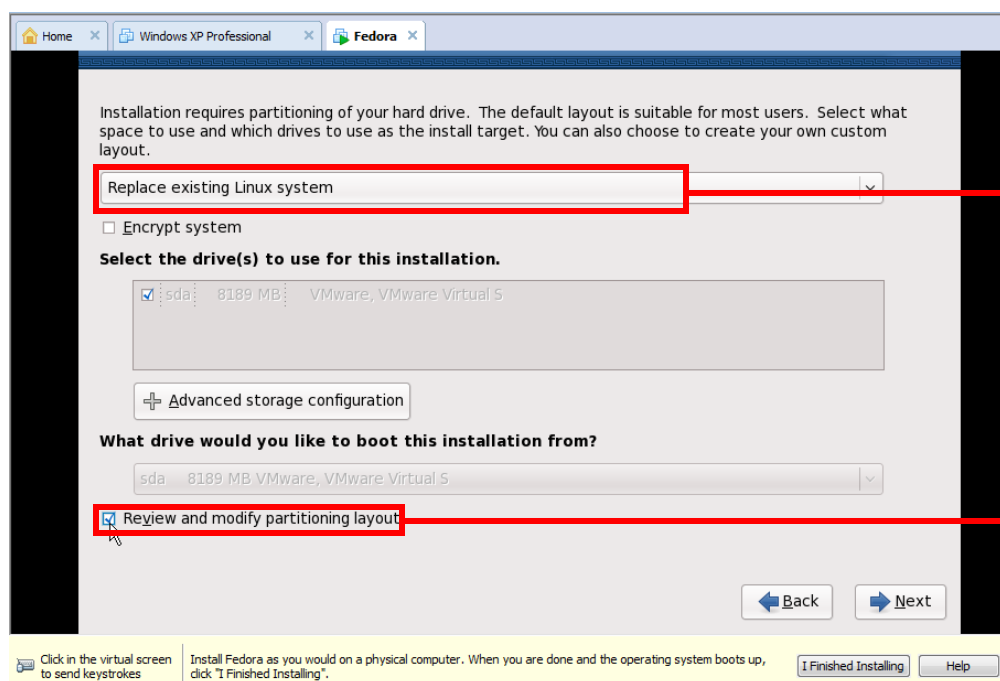 Home Windows XP Professional Fedora
Installation requires partitioning of your hard drive. The default layout is suitable for most users. Select what
space to use and which drives to use as the install target. You can also choose to create your own custom
layout.
Replace existing Linux system
Encrypt system
Select the drive(s) to use for this installation.
sda 8189 MB VMware, VMware Virtual S
Advanced storage configuration
What drive would you like to boot this installation from?
sda 8189 MB VMware, VMware Virtual S
Review and modify partitioning layout
Back Next
Click in the virtual screen
to send keystrokes
Install Fedora as you would on a physical computer. When you are done and the operating system boots up,
click "I Finished Installing".
I Finished Installing Help